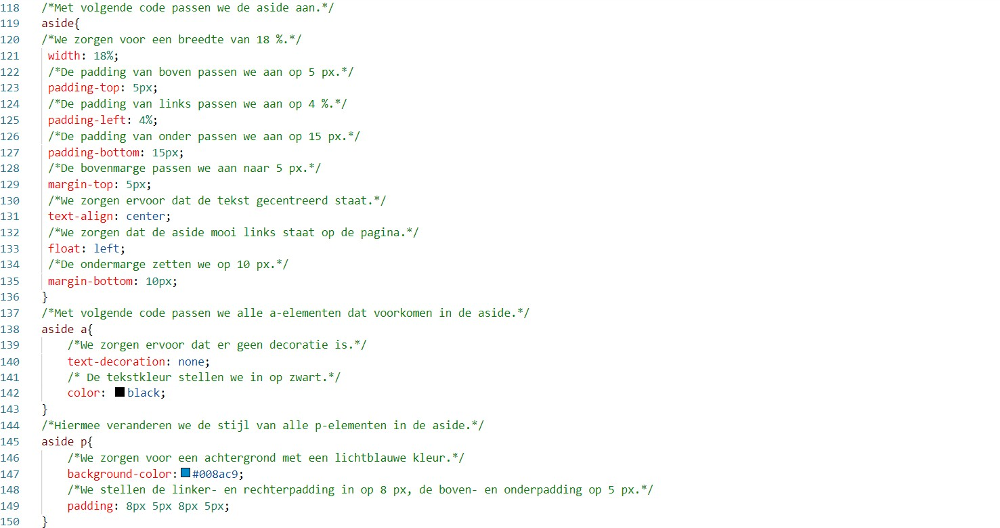 118 /*Met volgende code passen we de aside aan.*/
119 aside{
120 /*We zorgen voor een breedte van 18 %.*/
121 width: 18%;
122 /*De padding van boven passen we aan op 5 px.*/
123 padding-top: 5px;
124 /*De padding van links passen we aan op 4 %.*/
125 padding-left: 4%;
126 /*De padding van onder passen we aan op 15 px.*/
127 padding-bottom: 15px;
128 /*De bovenmarge passen we aan naar 5 px.*/
129 margin-top: 5px;
130 /*We zorgen ervoor dat de tekst gecentreerd staat.*/
131 text-align: center;
132 /*We zorgen dat de aside mooi links staat op de pagina.*/
133 float: left;
134 /*De ondermarge zetten we op 10 px.*/
135 margin-bottom: 10px;
136 }
137 /*Met volgende code passen we alle a-elementen dat voorkomen in de aside.*/
138 aside a{
139 /*We zorgen ervoor dat er geen decoratie is.*/
140 text-decoration: none;
141 /* De tekstkleur stellen we in op zwart.*/
142 color: black;
143 }
144 /*Hiermee veranderen we de stijl van alle p-elementen in de aside.*/
145 aside p{
146 /*We zorgen voor een achtergrond met een lichtblauwe kleur.*/
147 background-color: #008ac9;
148 /*We stellen de linker- en rechterpadding in op 8 px, de boven- en onderpadding op 5 px.*/
149 padding: 8px 5px 8px 5px;
150 }